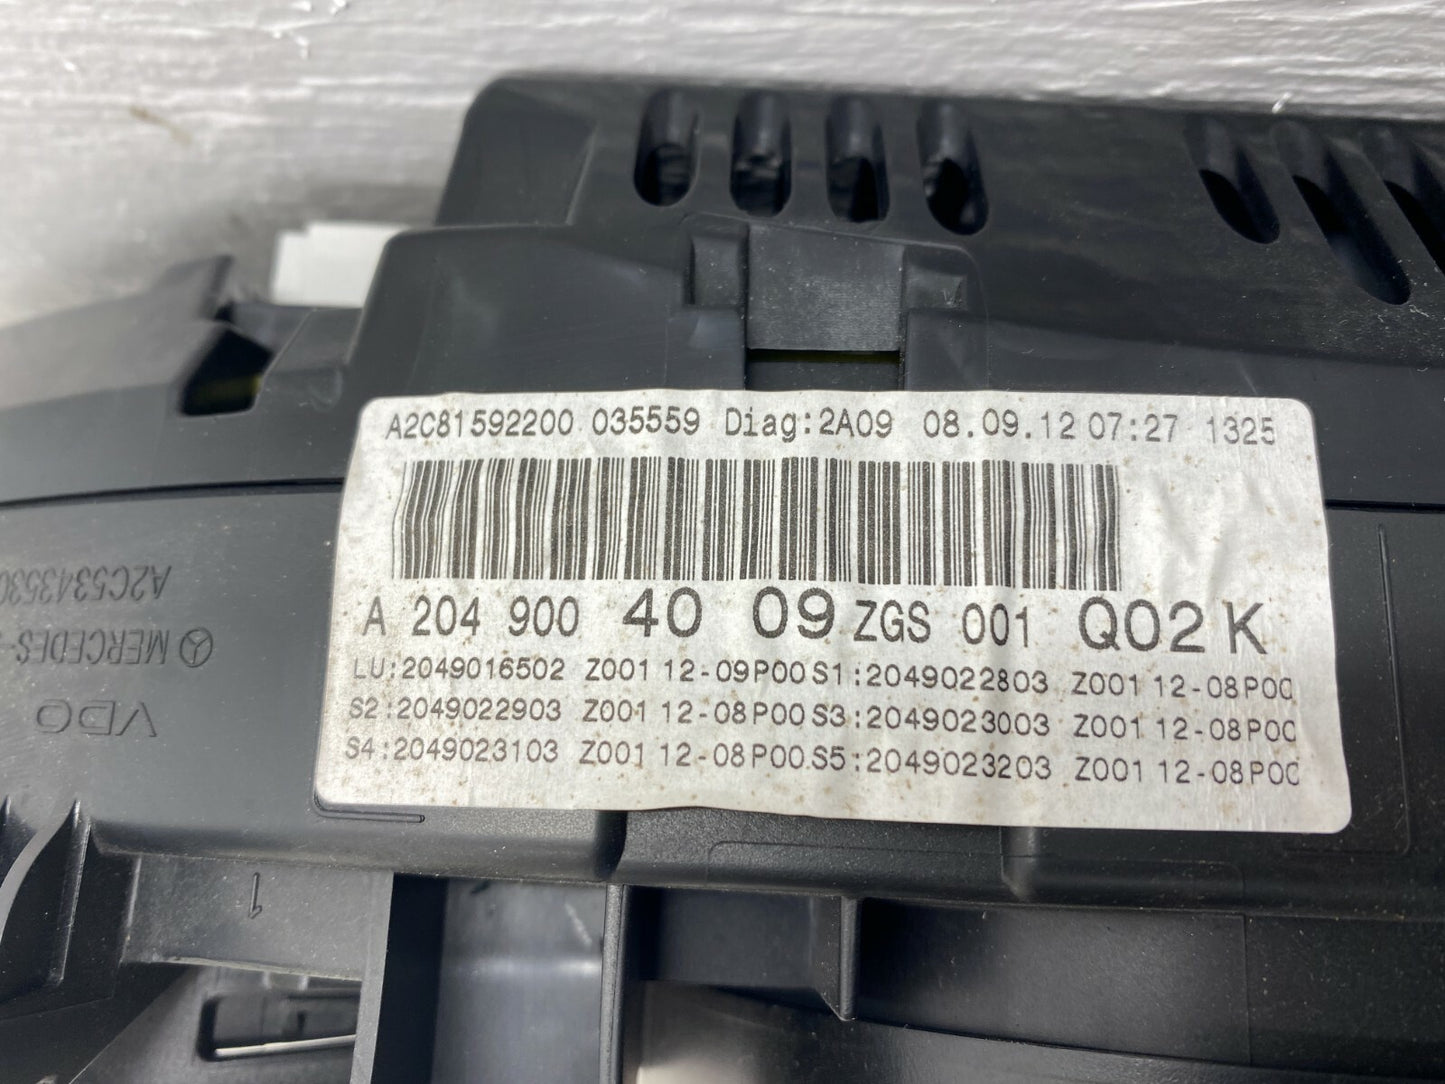 A2C81592200 035559 Diag:2A09 08.09.12 07:27 1325
A 204 900 40 09 ZGS 001 Q02 K
LU:2049016502 Z001 12-09P00 S1:2049022803 Z001 12-08P00
S2:2049022903 Z001 12-08P00 S3:2049023003 Z001 12-08P00
S4:2049023103 Z001 12-08P00 S5:2049023203 Z001 12-08P00
A2C5343530
MERCEDES-
VDO
1